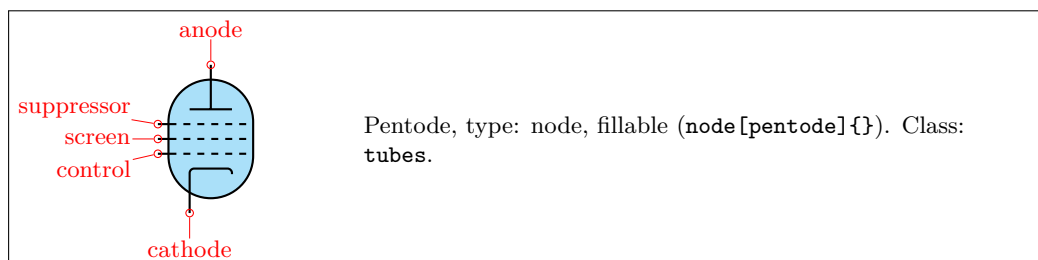 anode
suppressor
screen
control
cathode
Pentode, type: node, fillable (node[pentode]{}). Class:
tubes.